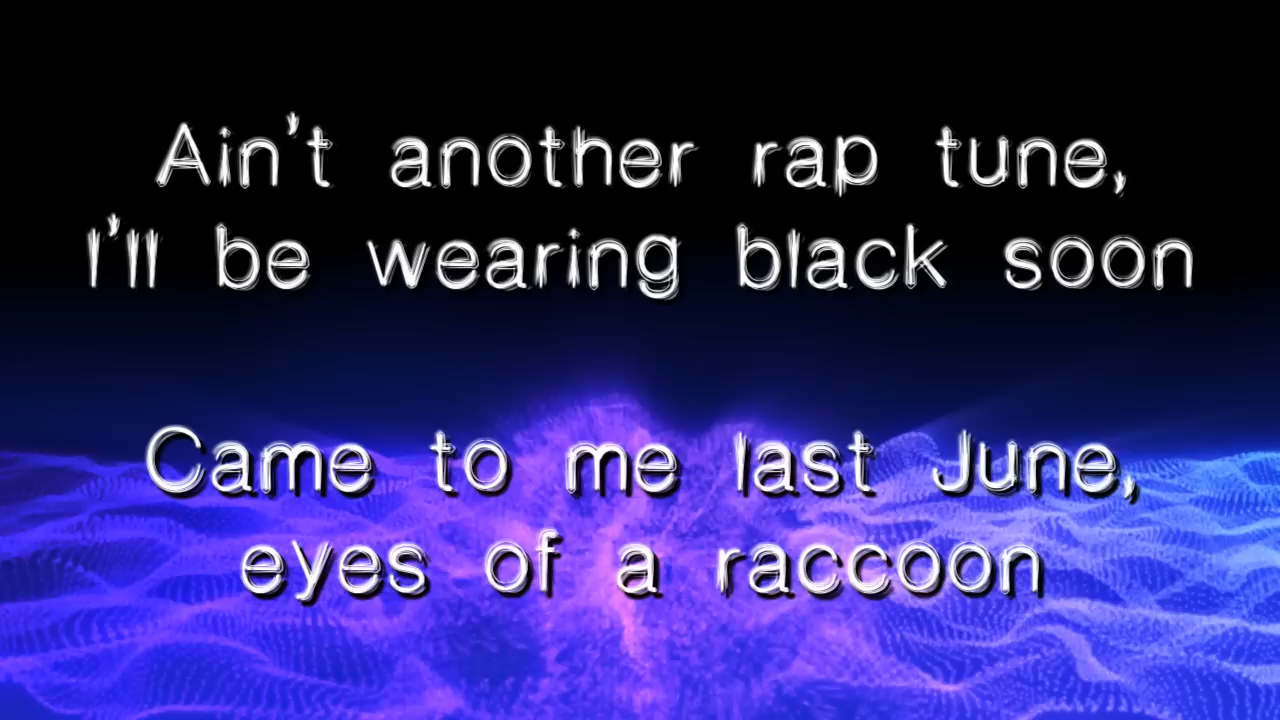 Ain't another rap tune,
I'll be wearing black soon
Came to me last June,
eyes of a raccoon